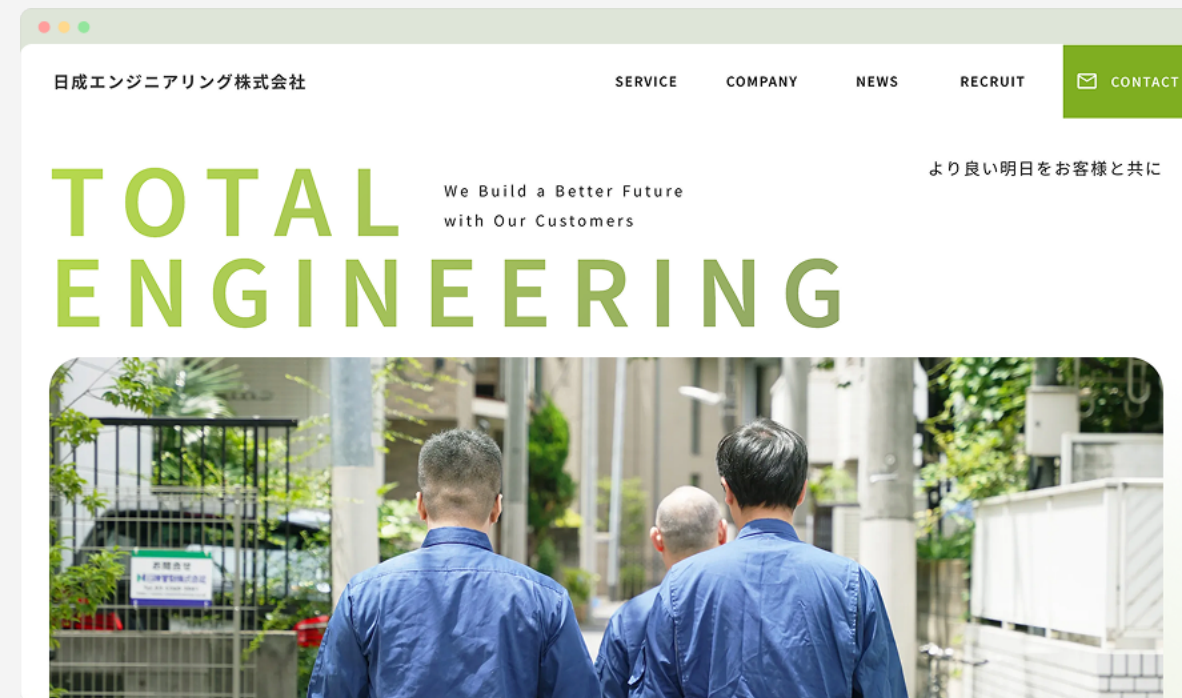 日成エンジニアリング株式会社
SERVICE COMPANY NEWS RECRUIT CONTACT
より良い明日をお客様と共に
TOTAL
We Build a Better Future
with Our Customers
ENGINEERING
お問合せ